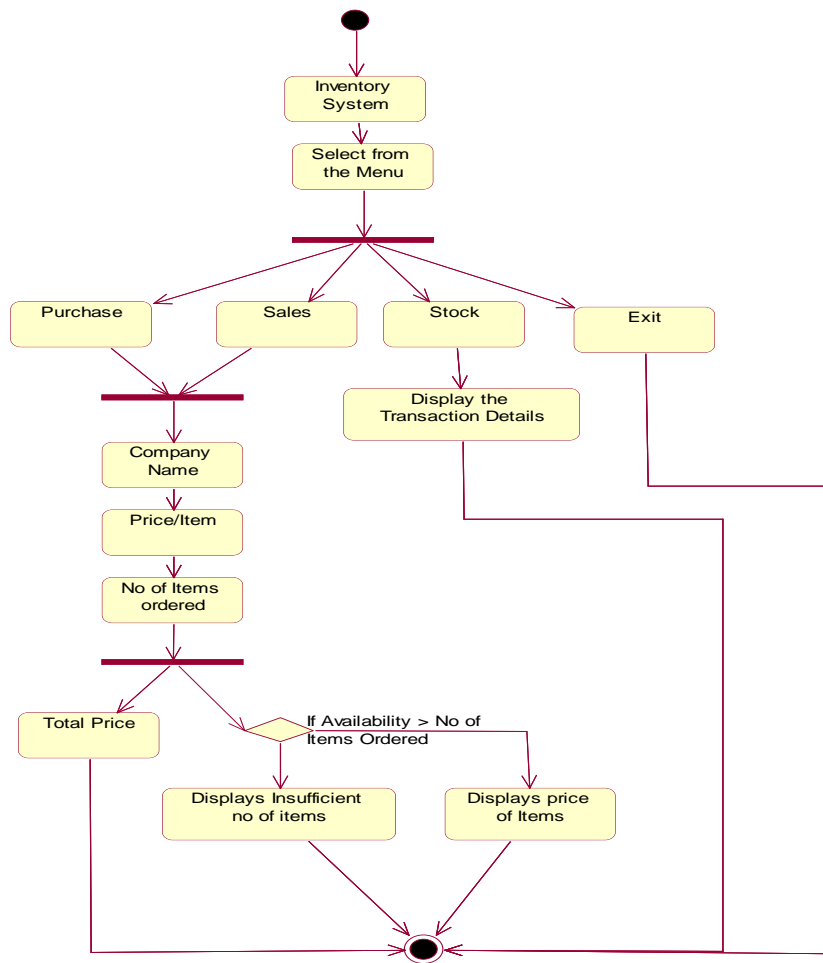 Inventory
System
Select from
the Menu
Purchase
Sales
Stock
Exit
Display the
Transaction Details
Company
Name
Price/Item
No of Items
ordered
Total Price
If Availability > No of
Items Ordered
Displays Insufficient
no of items
Displays price
of Items